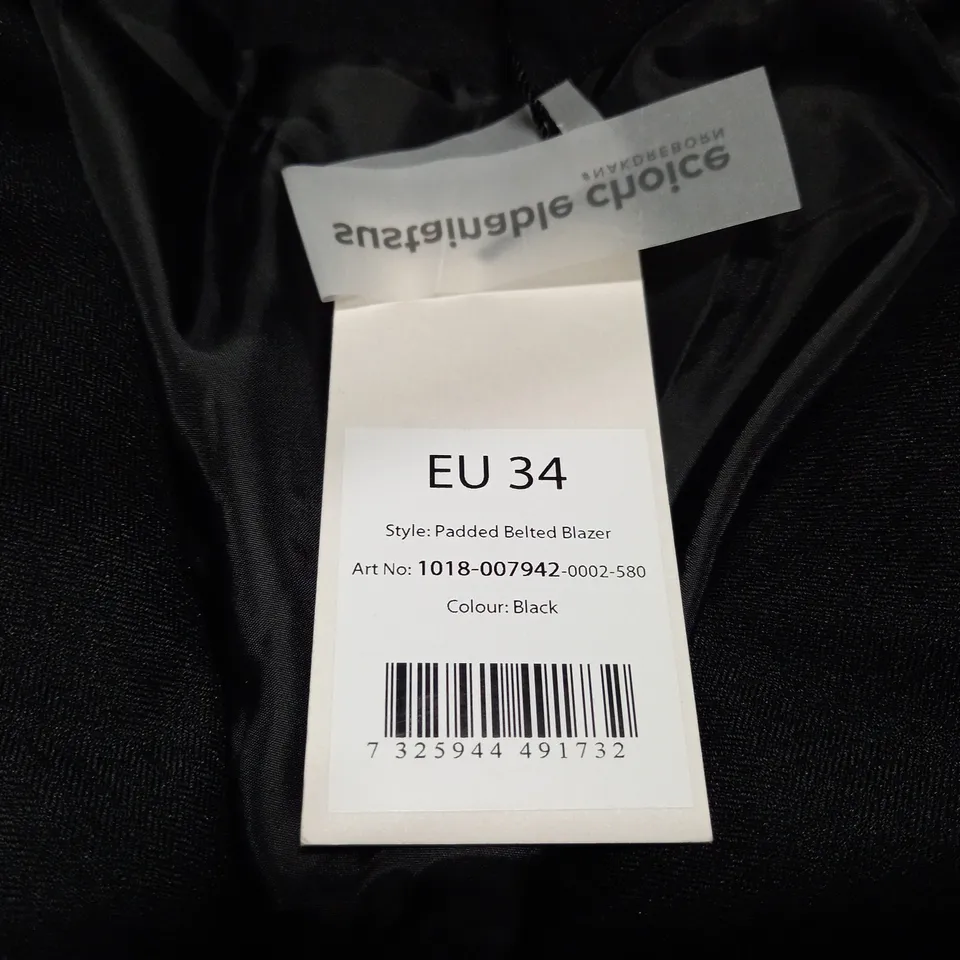 #NAKDREBORN
sustainable choice
EU 34
Style: Padded Belted Blazer
Art No: 1018-007942-0002-580
Colour: Black
7 325944 491732